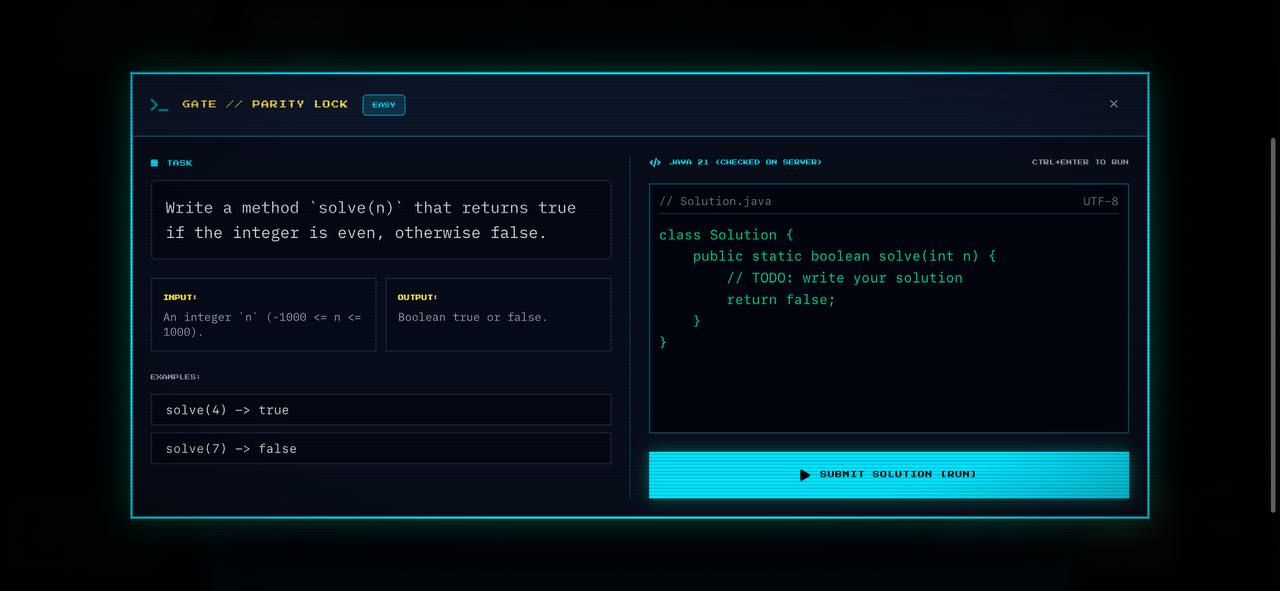 GATE // PARITY LOCK
EASY
×
TASK
Write a method `solve(n)` that returns true
if the integer is even, otherwise false.
INPUT:
An integer `n` (-1000 <= n <=
1000).
OUTPUT:
Boolean true or false.
EXAMPLES:
solve(4) -> true
solve(7) -> false
JAVA 21 (CHECKED ON SERVER)
CTRL+ENTER TO RUN
// Solution.java
UTF-8
class Solution {
    public static boolean solve(int n) {
        // TODO: write your solution
        return false;
    }
}
SUBMIT SOLUTION [RUN]